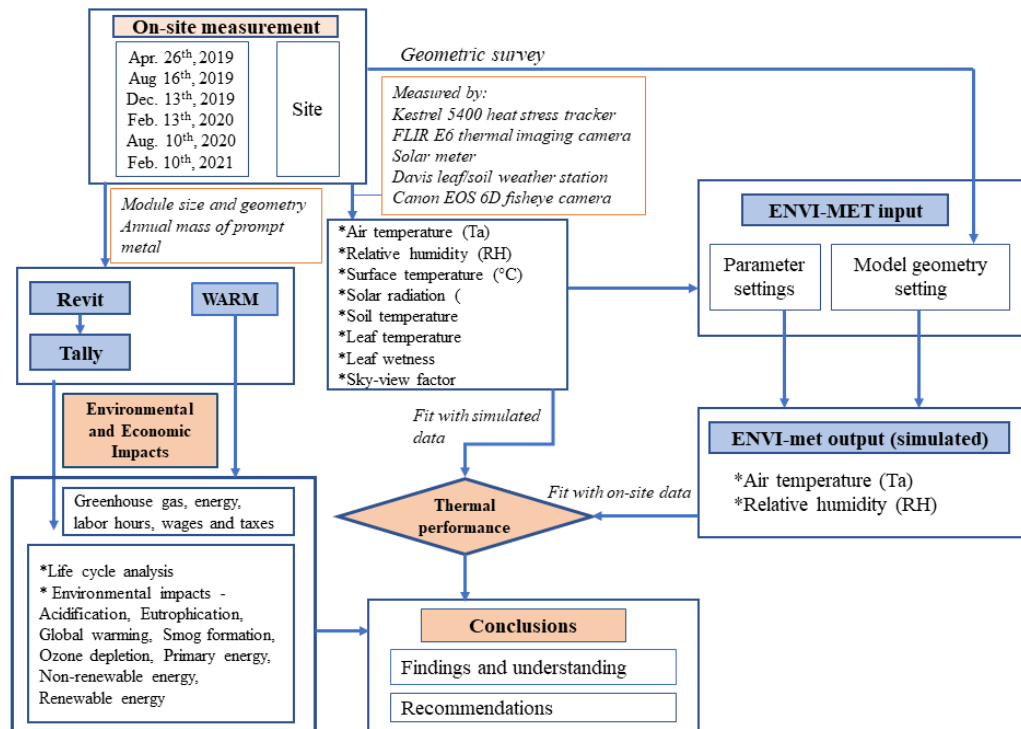 On-site measurement
Apr. 26th, 2019
Aug 16th, 2019
Dec. 13th, 2019
Feb. 13th, 2020
Aug. 10th, 2020
Feb. 10th, 2021
Site
Geometric survey
Measured by:
Kestrel 5400 heat stress tracker
FLIR E6 thermal imaging camera
Solar meter
Davis leaf/soil weather station
Canon EOS 6D fisheye camera
Module size and geometry
Annual mass of prompt
metal
*Air temperature (Ta)
*Relative humidity (RH)
*Surface temperature (°C)
*Solar radiation (
*Soil temperature
*Leaf temperature
*Leaf wetness
*Sky-view factor
ENVI-MET input
Parameter
settings
Model geometry
setting
Revit
WARM
Tally
Environmental
and Economic
Impacts
Fit with simulated
data
ENVI-met output (simulated)
*Air temperature (Ta)
*Relative humidity (RH)
Fit with on-site data
Thermal
performance
Greenhouse gas, energy,
labor hours, wages and taxes
*Life cycle analysis
* Environmental impacts -
Acidification, Eutrophication,
Global warming, Smog formation,
Ozone depletion, Primary energy,
Non-renewable energy,
Renewable energy
Conclusions
Findings and understanding
Recommendations